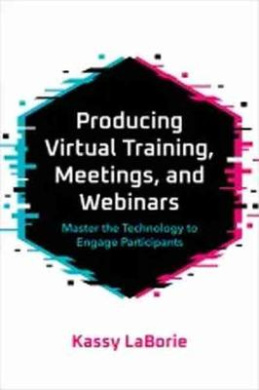 Producing
Virtual Training,
Meetings, and
Webinars
Master the Technology to
Engage Participants
Kassy LaBorie